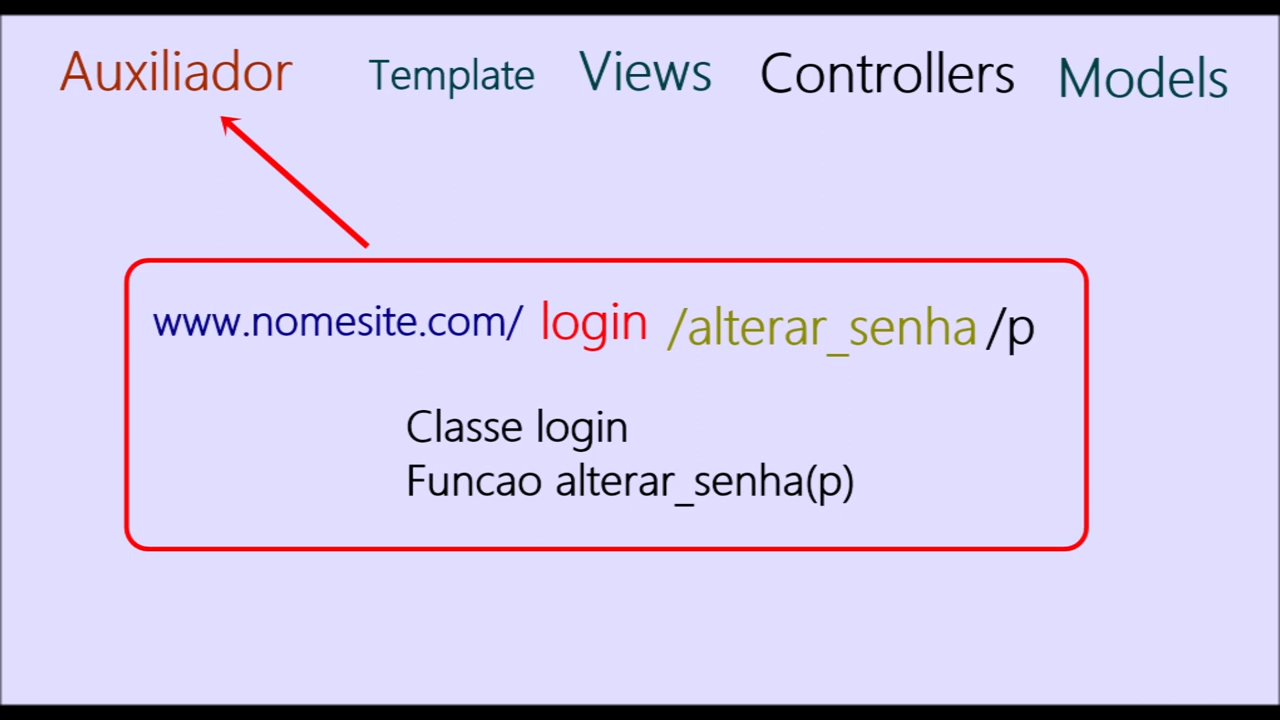 Auxiliador Template Views Controllers Models
www.nomesite.com/ login /alterar_senha /p
Classe login
Funcao alterar_senha(p)